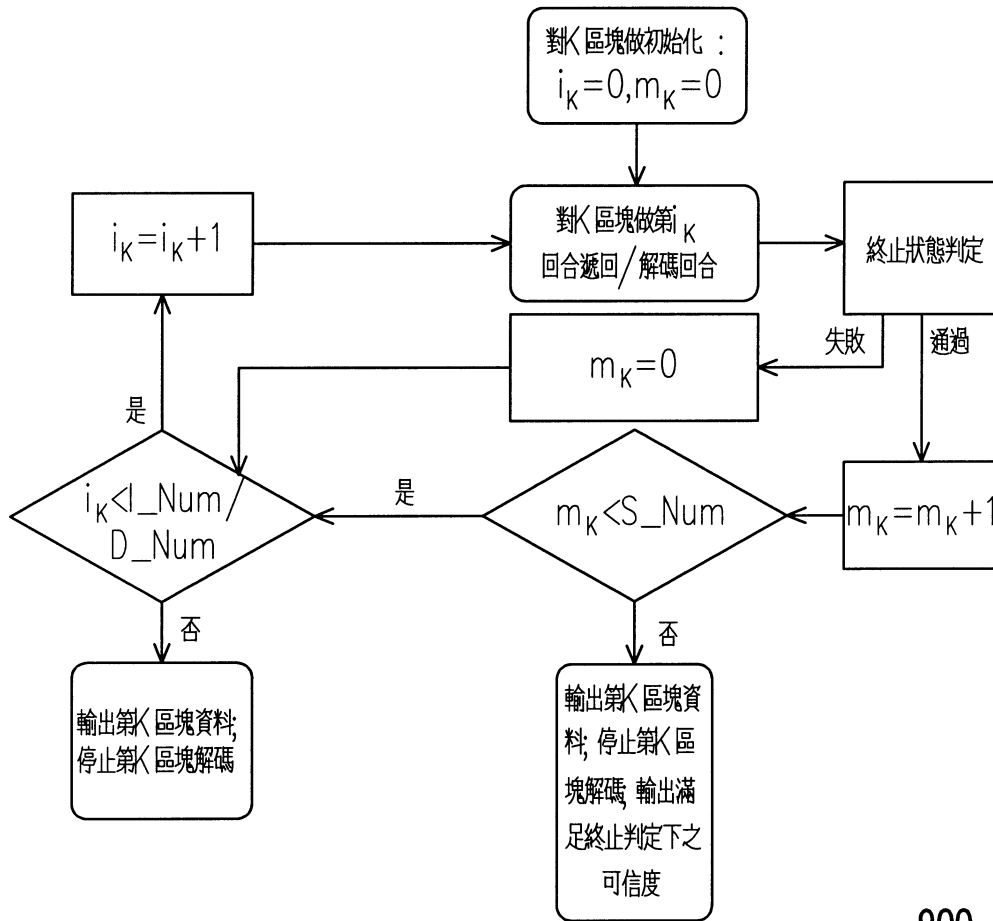 對K區塊做初始化：
i_K=0,m_K=0
i_K=i_K+1
對K區塊做第i_K
回合遞回/解碼回合
終止狀態判定
失敗
通過
m_K=0
是
i_K<I_Num/
D_Num
是
m_K<S_Num
m_K=m_K+1
否
否
輸出第K區塊資料;
停止第K區塊解碼
輸出第K區塊資
料;停止第K區
塊解碼;輸出滿
足終止判定下之
可信度